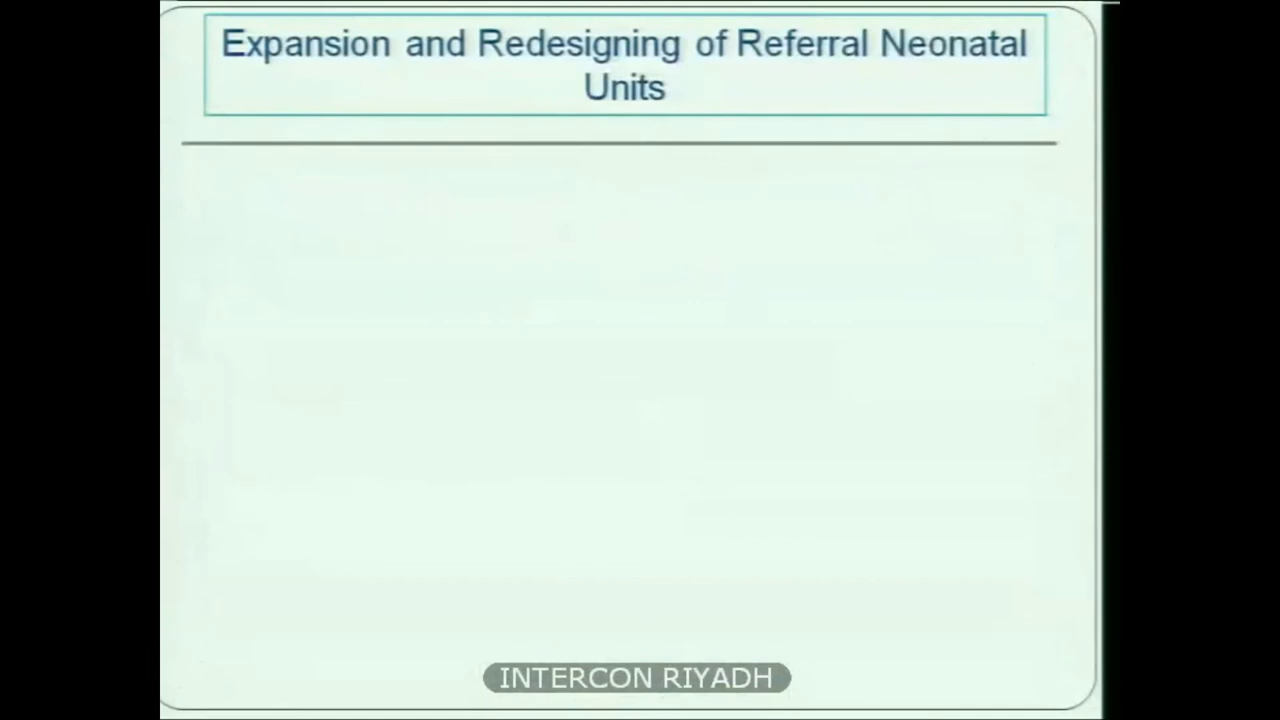 Expansion and Redesigning of Referral Neonatal
Units
INTERCON RIYADH